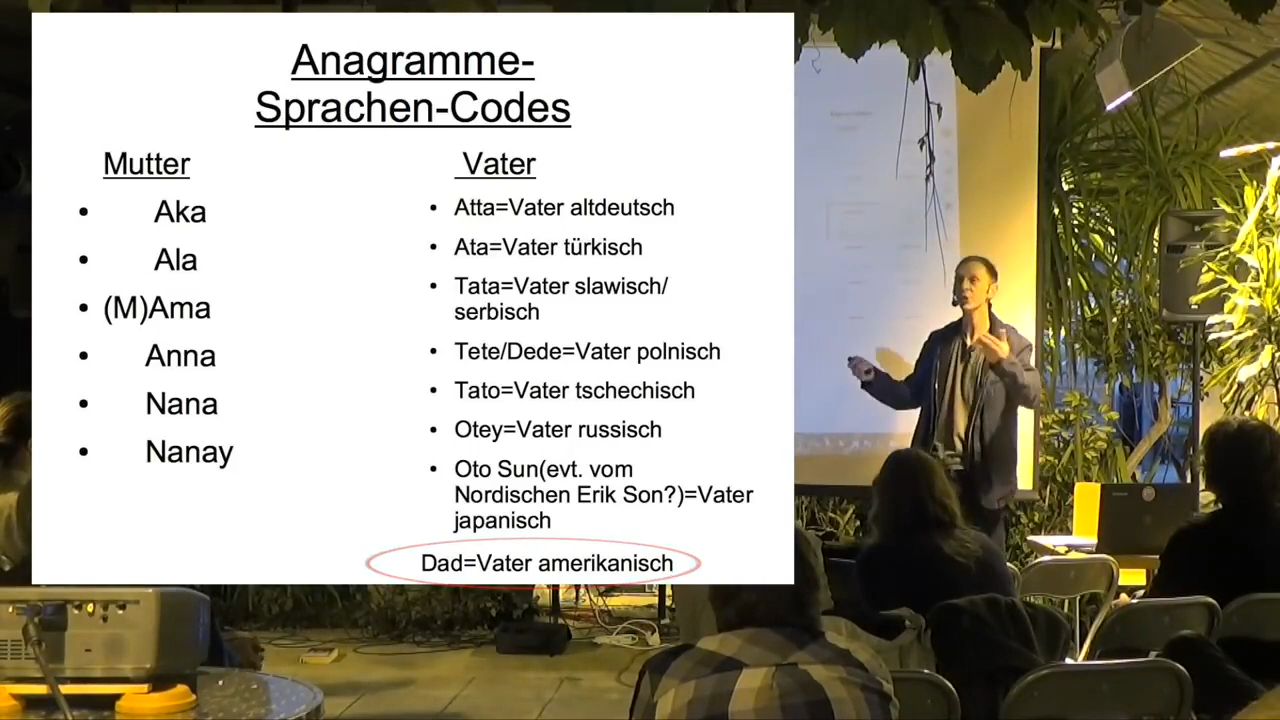 Anagramme-
Sprachen-Codes
Mutter
• Aka
• Ala
• (M)Ama
• Anna
• Nana
• Nanay
Vater
• Atta=Vater altdeutsch
• Ata=Vater türkisch
• Tata=Vater slawisch/
serbisch
• Tete/Dede=Vater polnisch
• Tato=Vater tschechisch
• Otey=Vater russisch
• Oto Sun(evt. vom
Nordischen Erik Son?)=Vater
japanisch
Dad=Vater amerikanisch